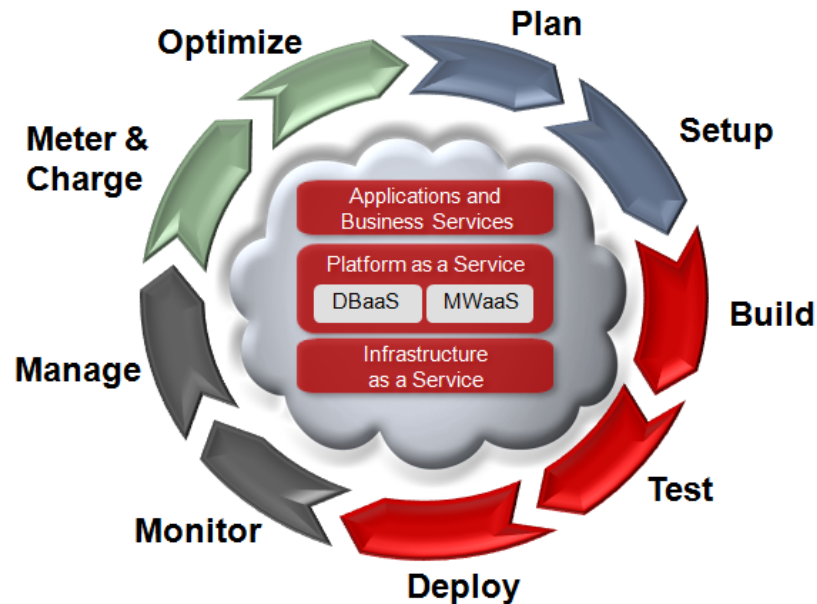 Plan
Setup
Build
Test
Deploy
Monitor
Manage
Meter &
Charge
Optimize
Applications and
Business Services
Platform as a Service
DBaaS
MWaaS
Infrastructure
as a Service